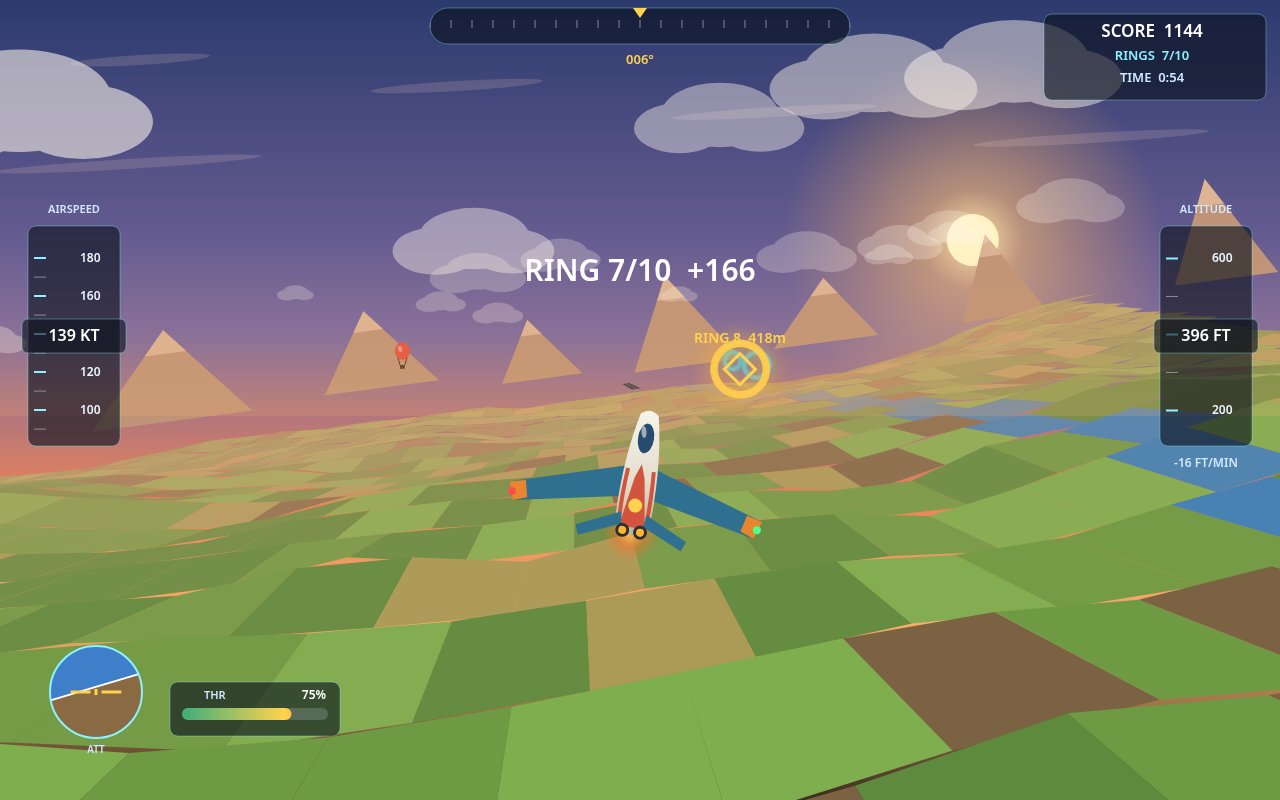 006°
SCORE 1144
RINGS 7/10
TIME 0:54
AIRSPEED
180
160
139 KT
120
100
RING 7/10 +166
RING 8 418m
ALTITUDE
600
396 FT
200
-16 FT/MIN
THR 75%
ATT